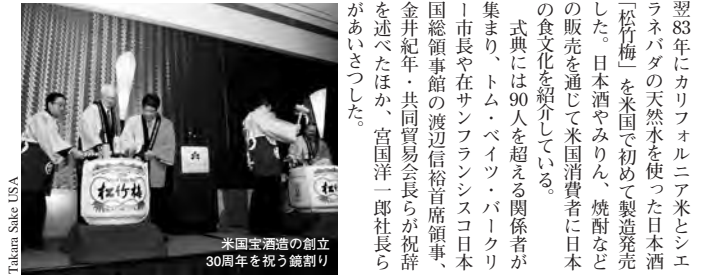 翌83年にカリフォルニア米とシエ
ラネバダの天然水を使った日本酒
「松竹梅」を米国で初めて製造発売
した。日本酒やみりん、焼酎など
の販売を通じて米国消費者に日本
の食文化を紹介している。
式典には90人を超える関係者が
集まり、トム・ベイツ・バークリ
ー市長や在サンフランシスコ日本
国総領事館の渡辺信裕首席領事、
金井紀年・共同貿易会長らが祝辞
を述べたほか、宮国洋一郎社長ら
があいさつした。
松竹梅
松竹梅
米国宝酒造の創立
30周年を祝う鏡割り
Takara Sake USA